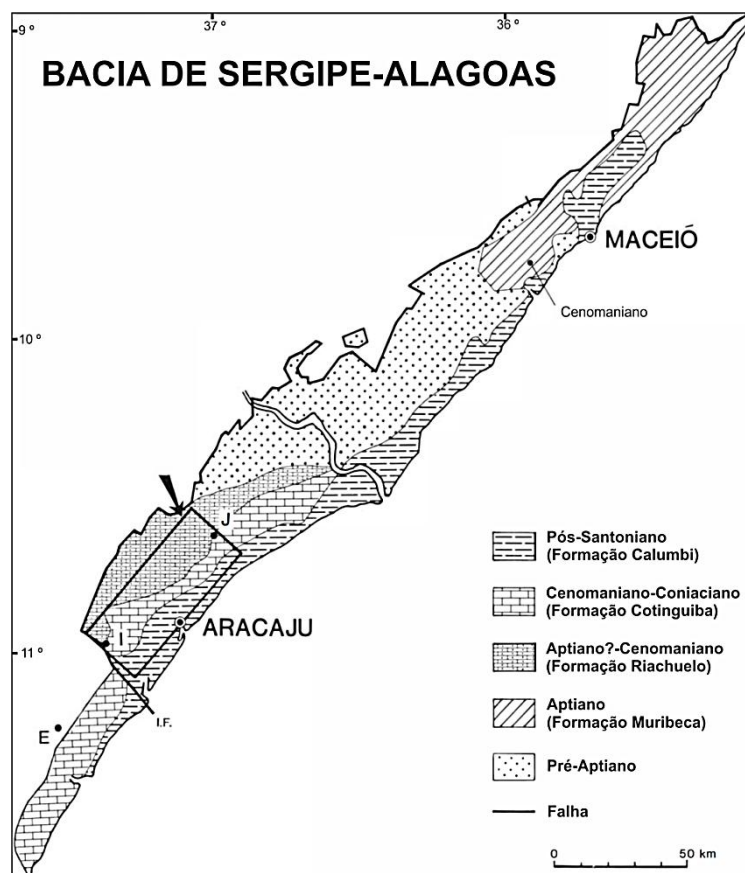 37 °
36 °
9 °
BACIA DE SERGIPE-ALAGOAS
MACEIÓ
Cenomaniano
10 °
J
ARACAJU
I
11 °
E
I.F.
Pós-Santoniano
(Formação Calumbi)
Cenomaniano-Coniaciano
(Formação Cotinguiba)
Aptiano?-Cenomaniano
(Formação Riachuelo)
Aptiano
(Formação Muribeca)
Pré-Aptiano
Falha
0 50 km